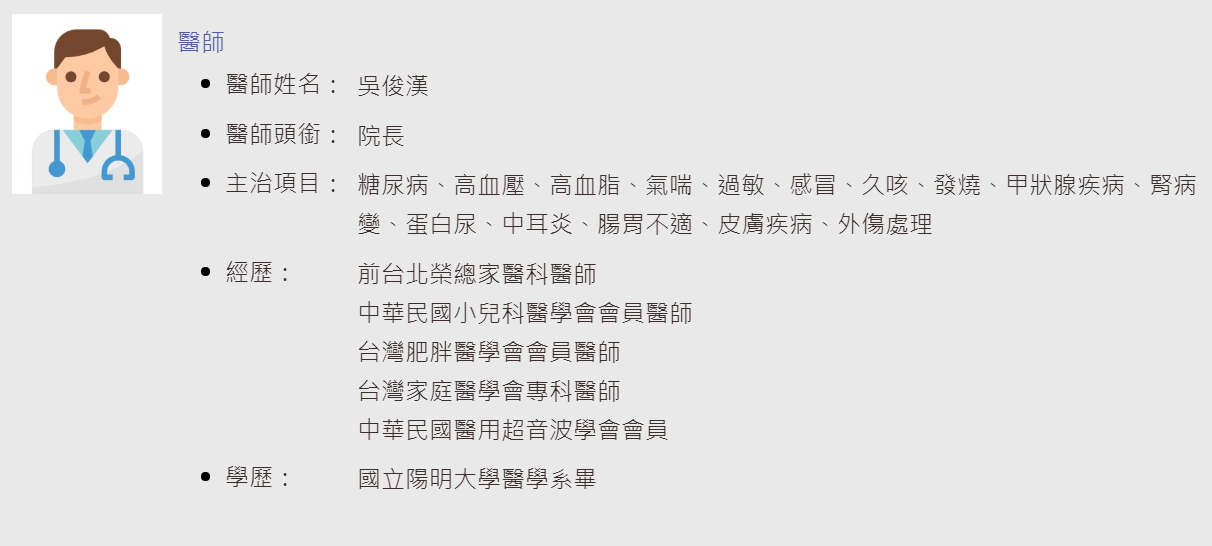 醫師
醫師姓名： 吳俊漢
醫師頭銜： 院長
主治項目： 糖尿病、高血壓、高血脂、氣喘、過敏、感冒、久咳、發燒、甲狀腺疾病、腎病
變、蛋白尿、中耳炎、腸胃不適、皮膚疾病、外傷處理
經歷： 前台北榮總家醫科醫師
中華民國小兒科醫學會會員醫師
台灣肥胖醫學會會員醫師
台灣家庭醫學會專科醫師
中華民國醫用超音波學會會員
學歷： 國立陽明大學醫學系畢